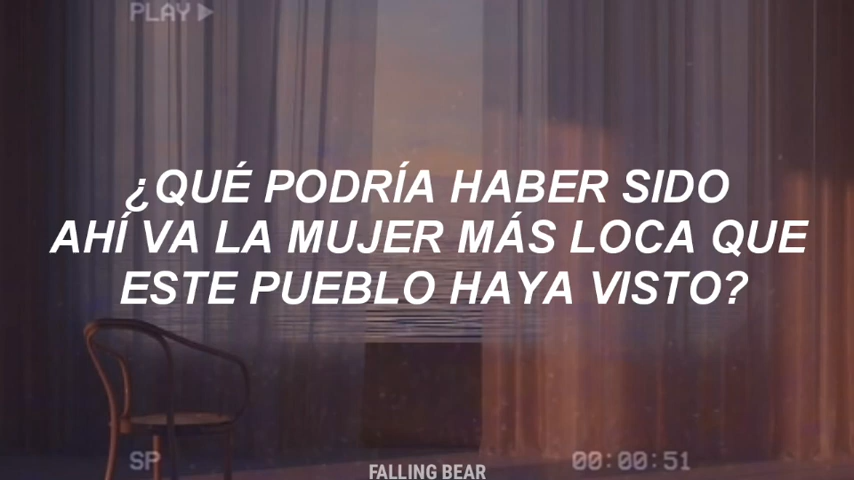 PLAY
¿QUÉ PODRÍA HABER SIDO
AHÍ VA LA MUJER MÁS LOCA QUE
ESTE PUEBLO HAYA VISTO?
SP
FALLING BEAR
00:00:51